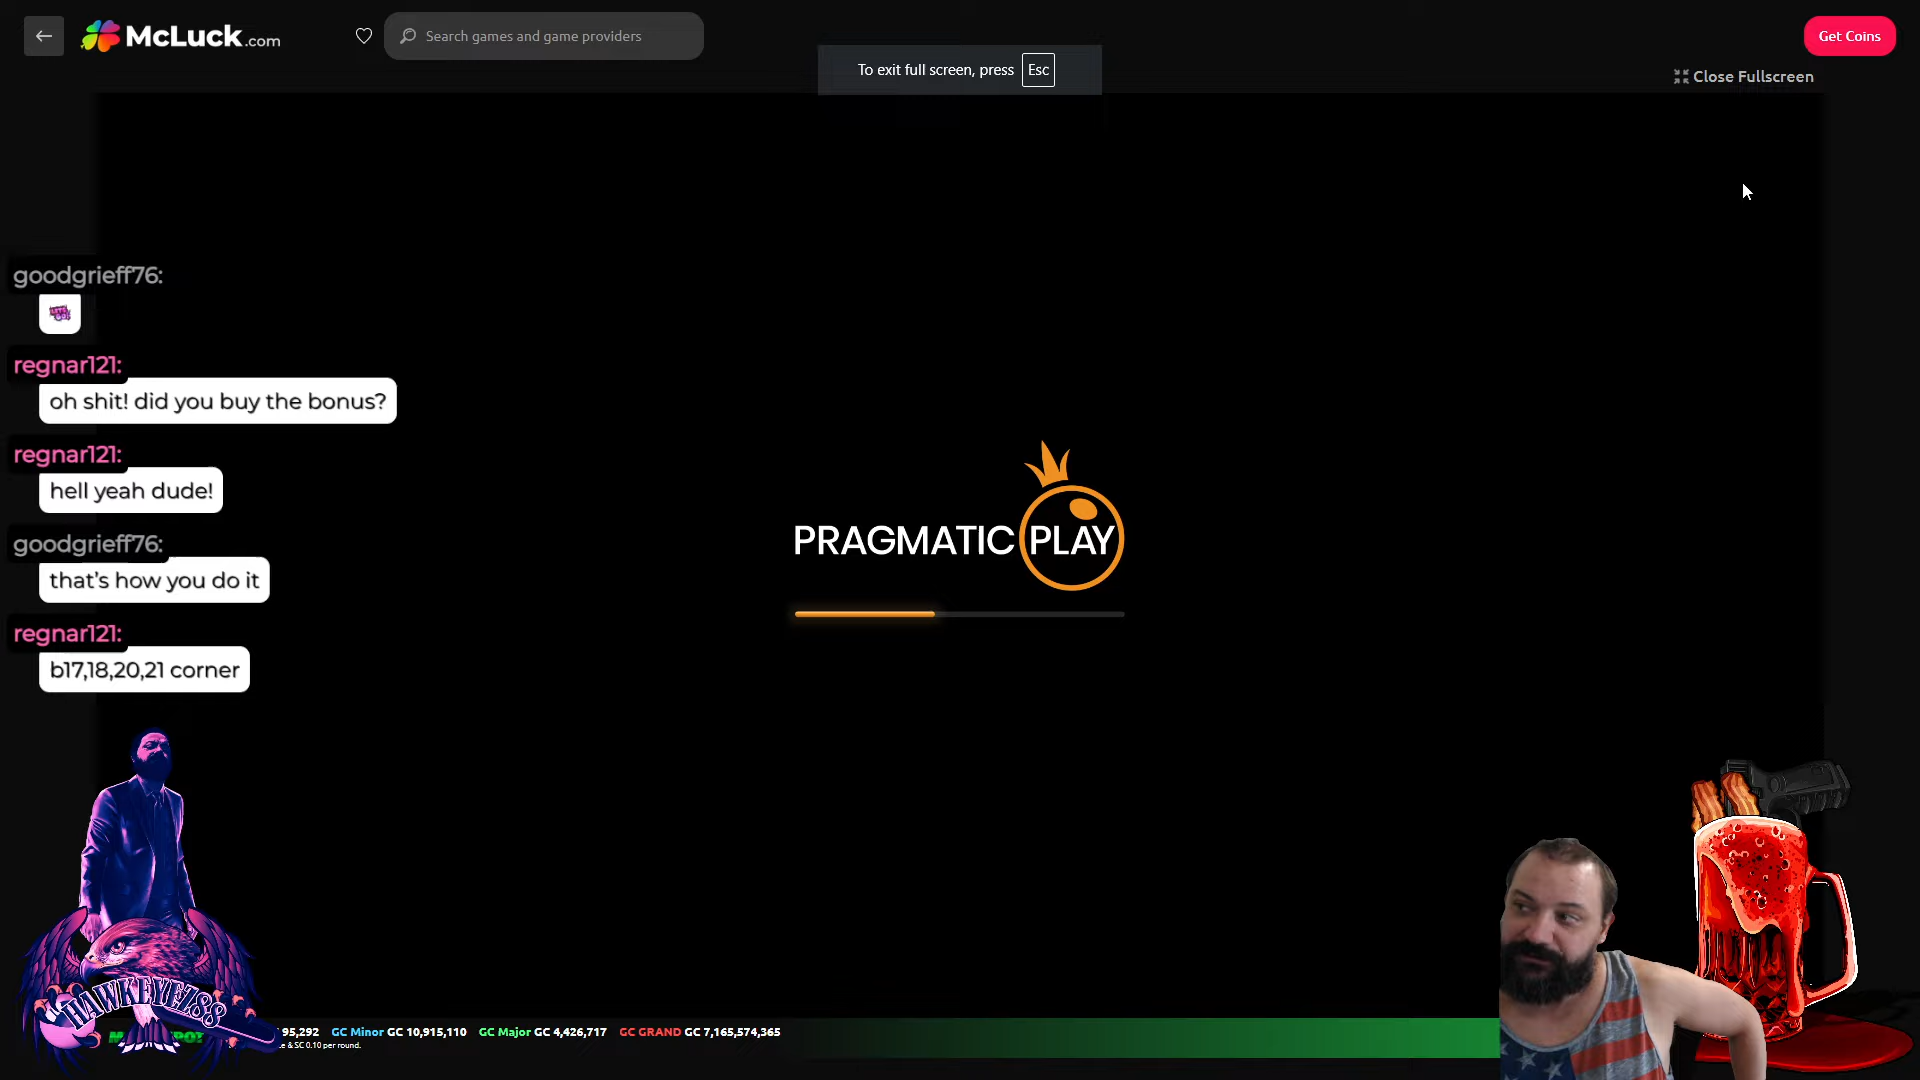 McLuck.com
Search games and game providers
Get Coins
To exit full screen, press Esc
Close Fullscreen
goodgrieff76:
regnar121:
oh shit! did you buy the bonus?
regnar121:
hell yeah dude!
goodgrieff76:
that's how you do it
regnar121:
b17,18,20,21 corner
PRAGMATIC PLAY
HAWKEYEZ88
95,292 GC Minor GC 10,915,110 GC Major GC 4,426,717 GC GRAND GC 7,165,574,365
& SC 0.10 per round.